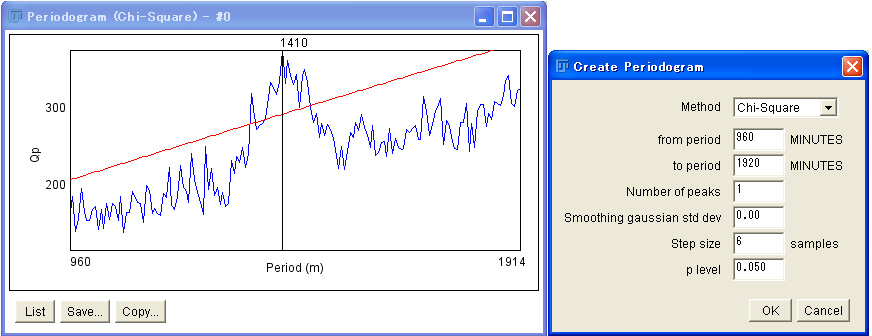 Periodogram (Chi-Square) - #0
1410
300
Qp
200
960
Period (m)
1914
List
Save...
Copy...
Create Periodogram
Method
Chi-Square
from period
960
MINUTES
to period
1920
MINUTES
Number of peaks
1
Smoothing gaussian std dev
0.00
Step size
6
samples
p level
0.050
OK
Cancel